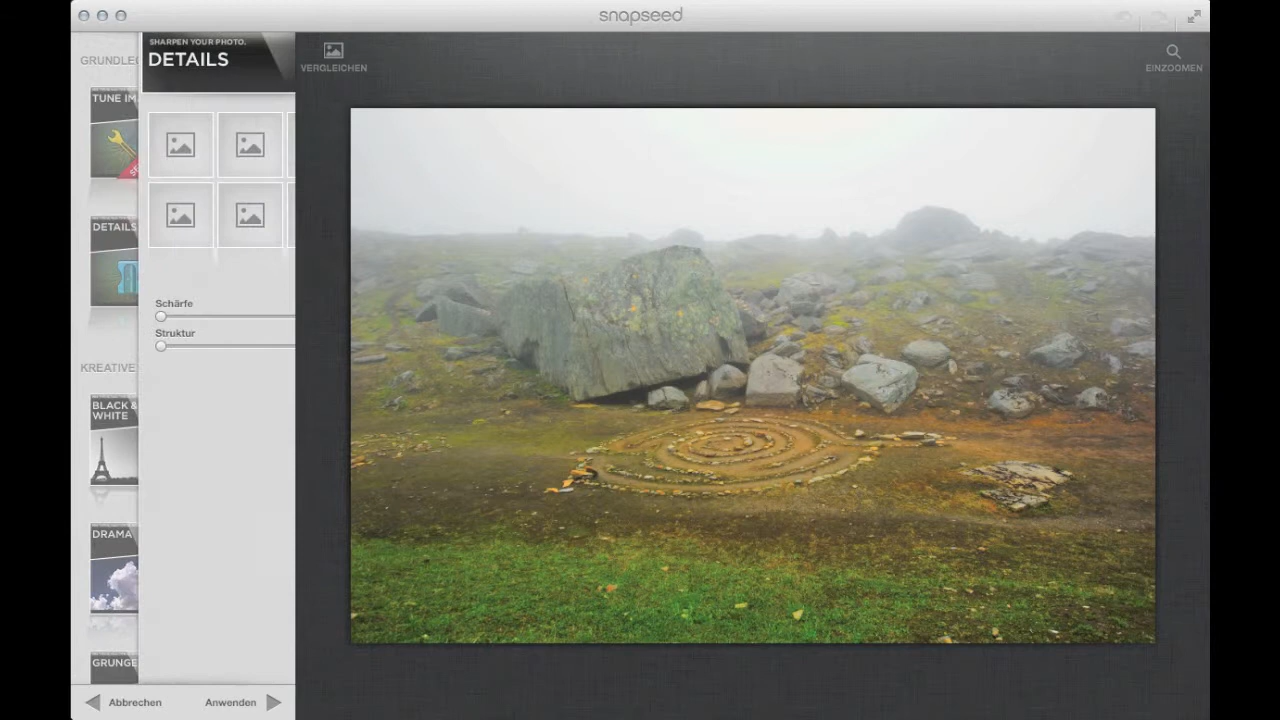 snapseed
GRUNDLE
SHARPEN YOUR PHOTO.
DETAILS
VERGLEICHEN
EINZOOMEN
TUNE IM
DETAILS
Schärfe
Struktur
KREATIVE
BLACK &
WHITE
DRAMA
GRUNGE
Abbrechen
Anwenden